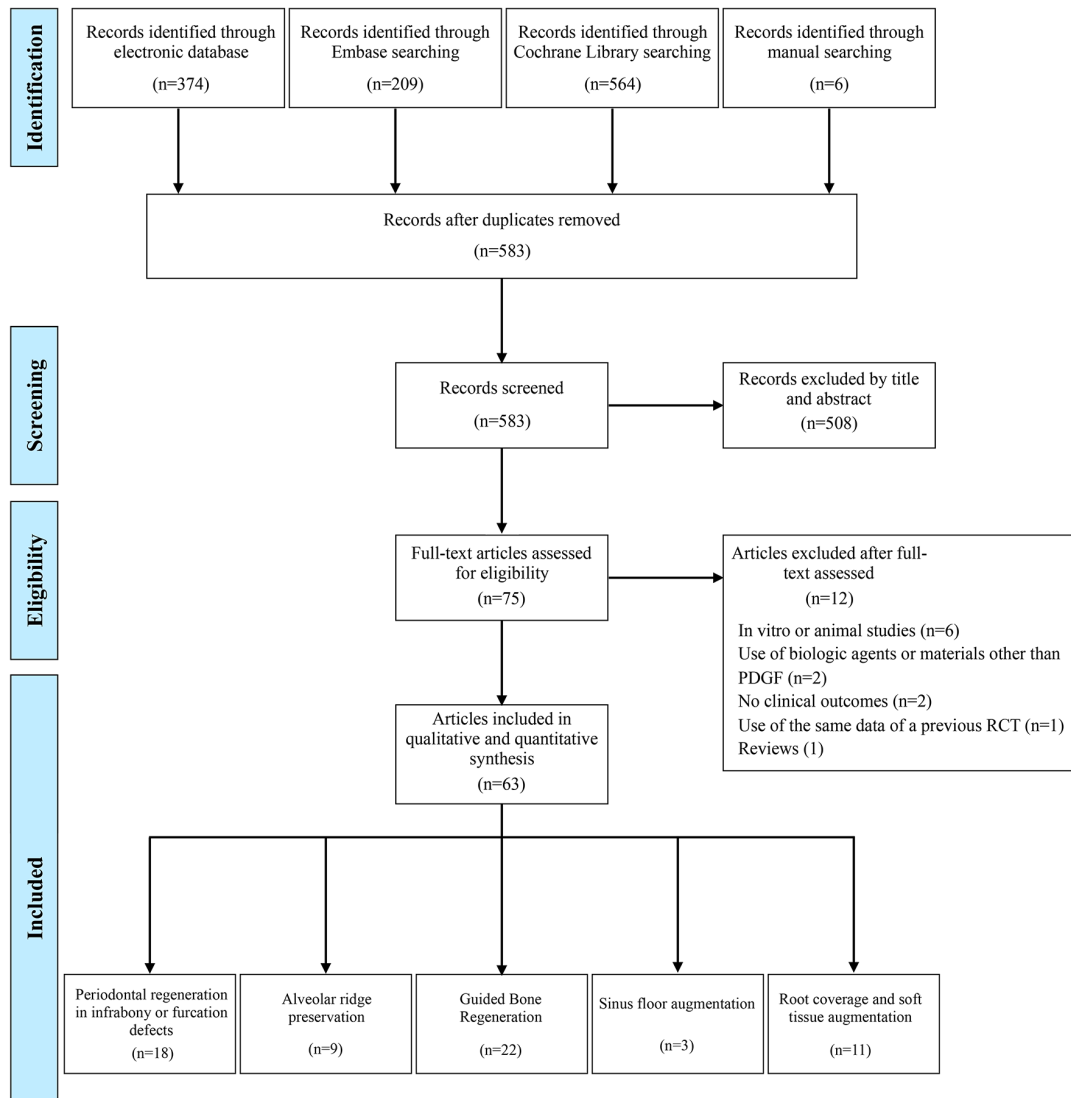 Identification
Records identified through
electronic database
(n=374)
Records identified through
Embase searching
(n=209)
Records identified through
Cochrane Library searching
(n=564)
Records identified through
manual searching
(n=6)
Records after duplicates removed
(n=583)
Screening
Records screened
(n=583)
Records excluded by title
and abstract
(n=508)
Eligibility
Full-text articles assessed
for eligibility
(n=75)
Articles excluded after full-
text assessed
(n=12)
In vitro or animal studies (n=6)
Use of biologic agents or materials other than
PDGF (n=2)
No clinical outcomes (n=2)
Use of the same data of a previous RCT (n=1)
Reviews (1)
Included
Articles included in
qualitative and quantitative
synthesis
(n=63)
Periodontal regeneration
in infrabony or furcation
defects
(n=18)
Alveolar ridge
preservation
(n=9)
Guided Bone
Regeneration
(n=22)
Sinus floor augmentation
(n=3)
Root coverage and soft
tissue augmentation
(n=11)